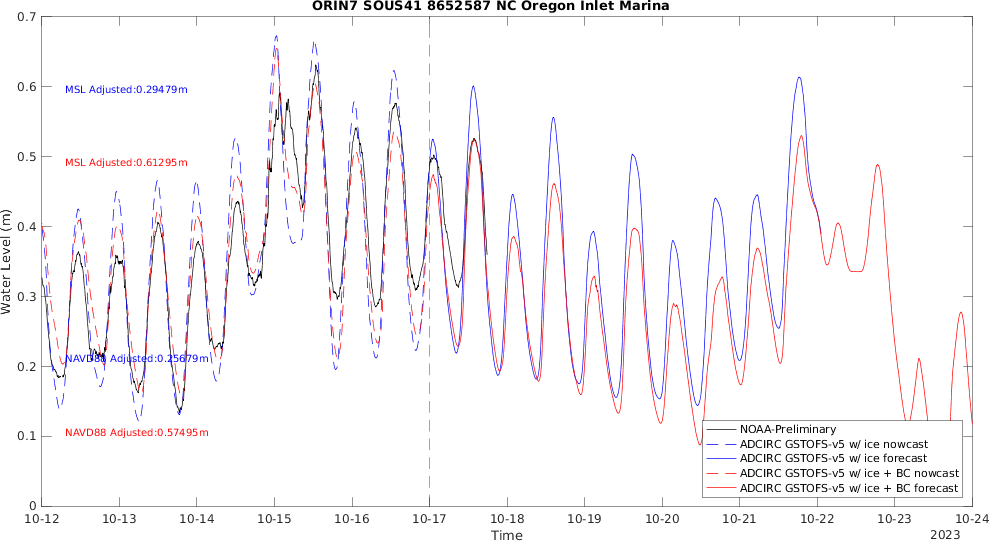 ORIN7 SOUS41 8652587 NC Oregon Inlet Marina
0.7
0.6
0.5
0.4
0.3
0.2
0.1
0
Water Level (m)
MSL Adjusted:0.29479m
MSL Adjusted:0.61295m
NAVD88 Adjusted:0.25679m
NAVD88 Adjusted:0.57495m
NOAA-Preliminary
ADCIRC GSTOFS-v5 w/ ice nowcast
ADCIRC GSTOFS-v5 w/ ice forecast
ADCIRC GSTOFS-v5 w/ ice + BC nowcast
ADCIRC GSTOFS-v5 w/ ice + BC forecast
10-12 10-13 10-14 10-15 10-16 10-17 10-18 10-19 10-20 10-21 10-22 10-23 10-24
Time
2023